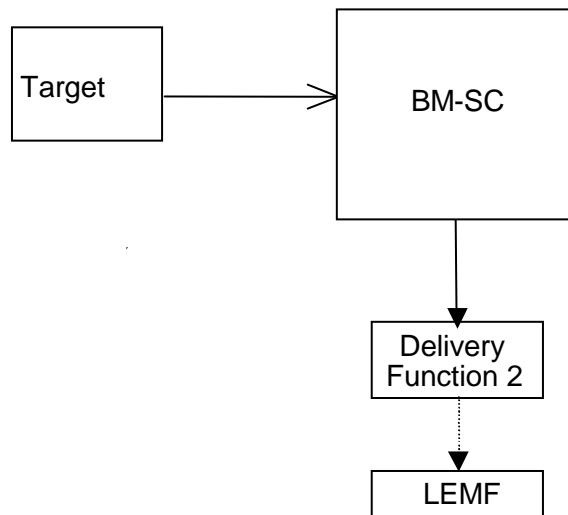 Target
BM-SC
Delivery
Function 2
LEMF